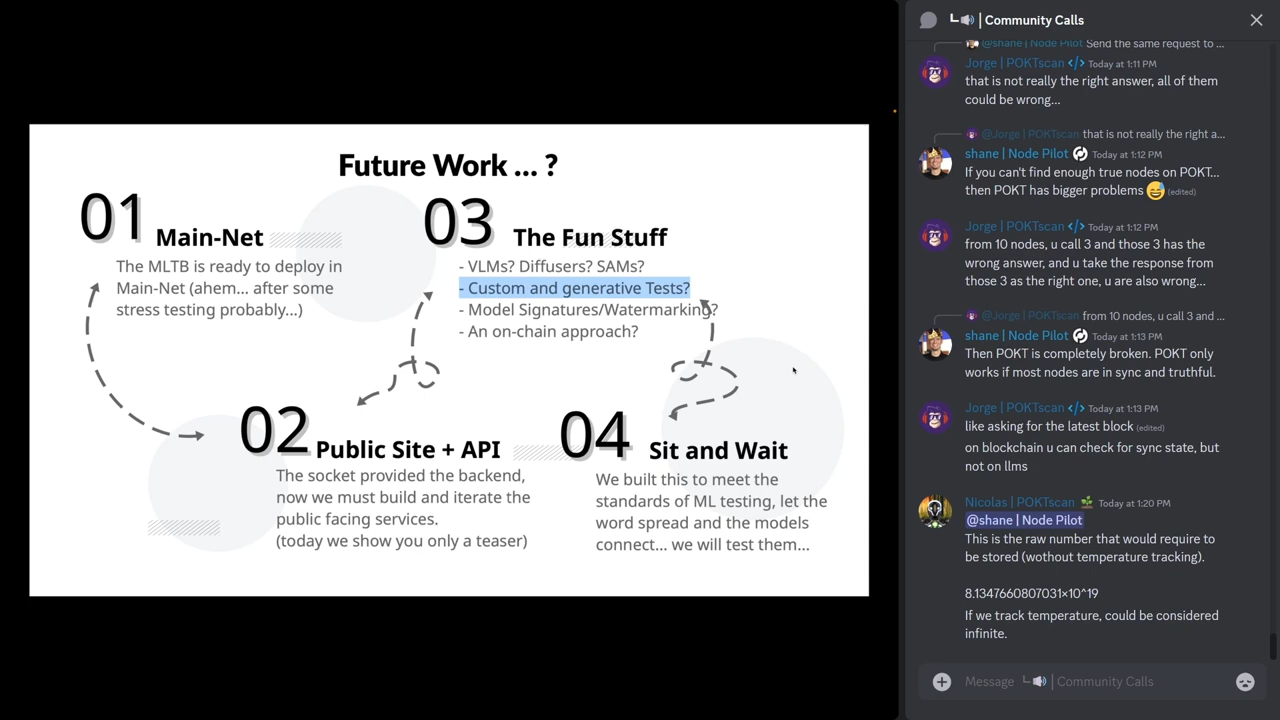 Future Work ... ?
01 Main-Net
The MLTB is ready to deploy in
Main-Net (ahem... after some
stress testing probably...)
02 Public Site + API
The socket provided the backend,
now we must build and iterate the
public facing services.
(today we show you only a teaser)
03 The Fun Stuff
- VLMs? Diffusers? SAMs?
- Custom and generative Tests?
- Model Signatures/Watermarking?
- An on-chain approach?
04 Sit and Wait
We built this to meet the
standards of ML testing, let the
word spread and the models
connect... we will test them...
Community Calls
@shane | Node Pilot Send the same request to ...
Jorge | POKTscan </> Today at 1:11 PM
that is not really the right answer, all of them
could be wrong...
@Jorge | POKTscan that is not really the right a...
shane | Node Pilot Today at 1:12 PM
If you can't find enough true nodes on POKT...
then POKT has bigger problems 😅 (edited)
Jorge | POKTscan </> Today at 1:12 PM
from 10 nodes, u call 3 and those 3 has the
wrong answer, and u take the response from
those 3 as the right one, u are also wrong...
@Jorge | POKTscan from 10 nodes, u call 3 and ...
shane | Node Pilot Today at 1:13 PM
Then POKT is completely broken. POKT only
works if most nodes are in sync and truthful.
Jorge | POKTscan </> Today at 1:13 PM
like asking for the latest block (edited)
on blockchain u can check for sync state, but
not on llms
Nicolas | POKTscan 🌿 Today at 1:20 PM
@shane | Node Pilot
This is the raw number that would require to
be stored (wothout temperature tracking).
8.1347660807031×10^19
If we track temperature, could be considered
infinite.
Message Community Calls